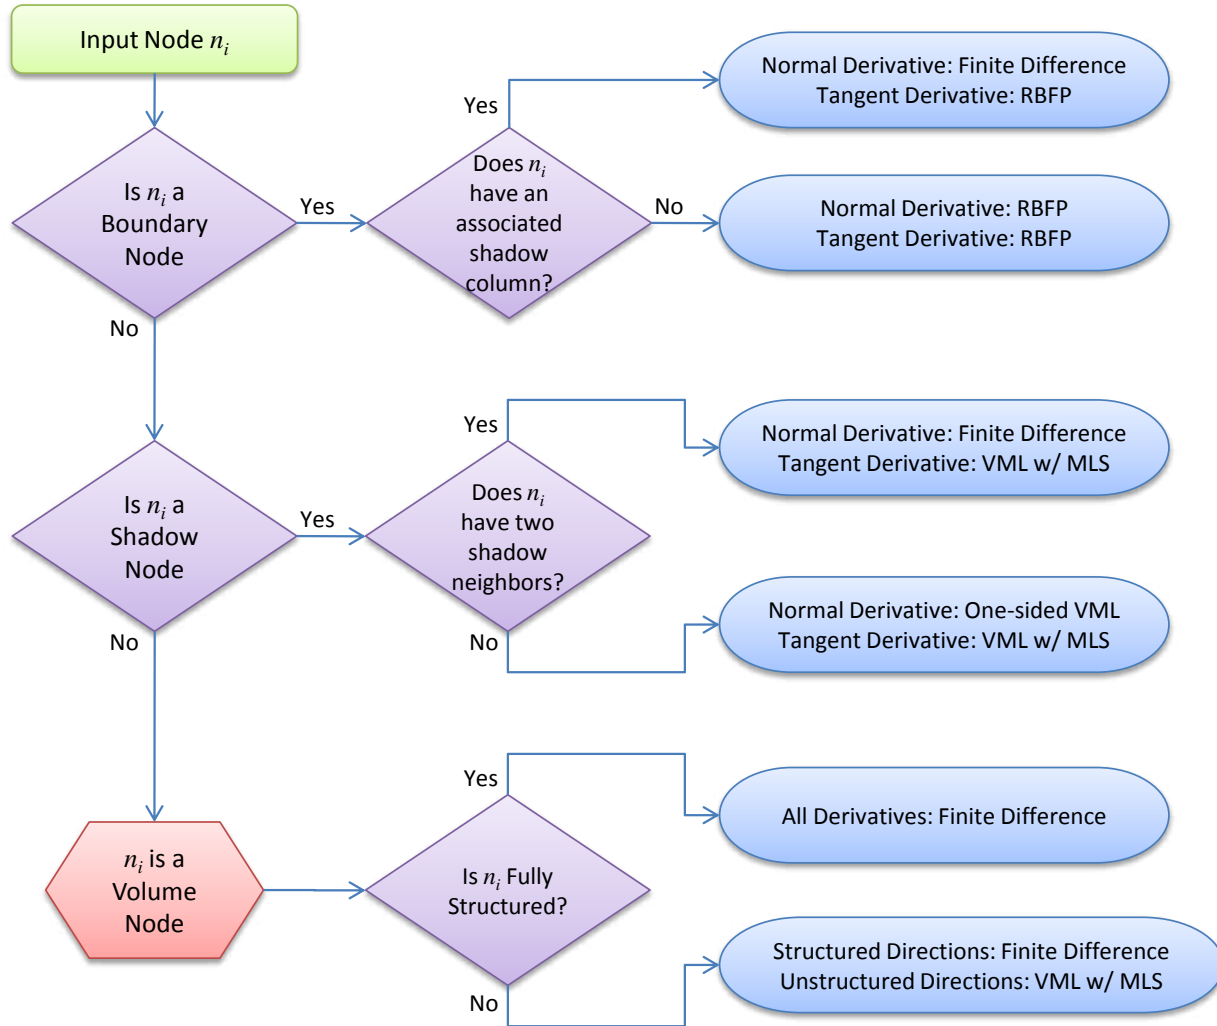 Input Node n_i
Is n_i a
Boundary
Node
Yes
No
Does n_i
have an
associated
shadow
column?
Yes
No
Normal Derivative: Finite Difference
Tangent Derivative: RBFP
Normal Derivative: RBFP
Tangent Derivative: RBFP
Is n_i a
Shadow
Node
Yes
No
Does n_i
have two
shadow
neighbors?
Yes
No
Normal Derivative: Finite Difference
Tangent Derivative: VML w/ MLS
Normal Derivative: One-sided VML
Tangent Derivative: VML w/ MLS
n_i is a
Volume
Node
Is n_i Fully
Structured?
Yes
No
All Derivatives: Finite Difference
Structured Directions: Finite Difference
Unstructured Directions: VML w/ MLS